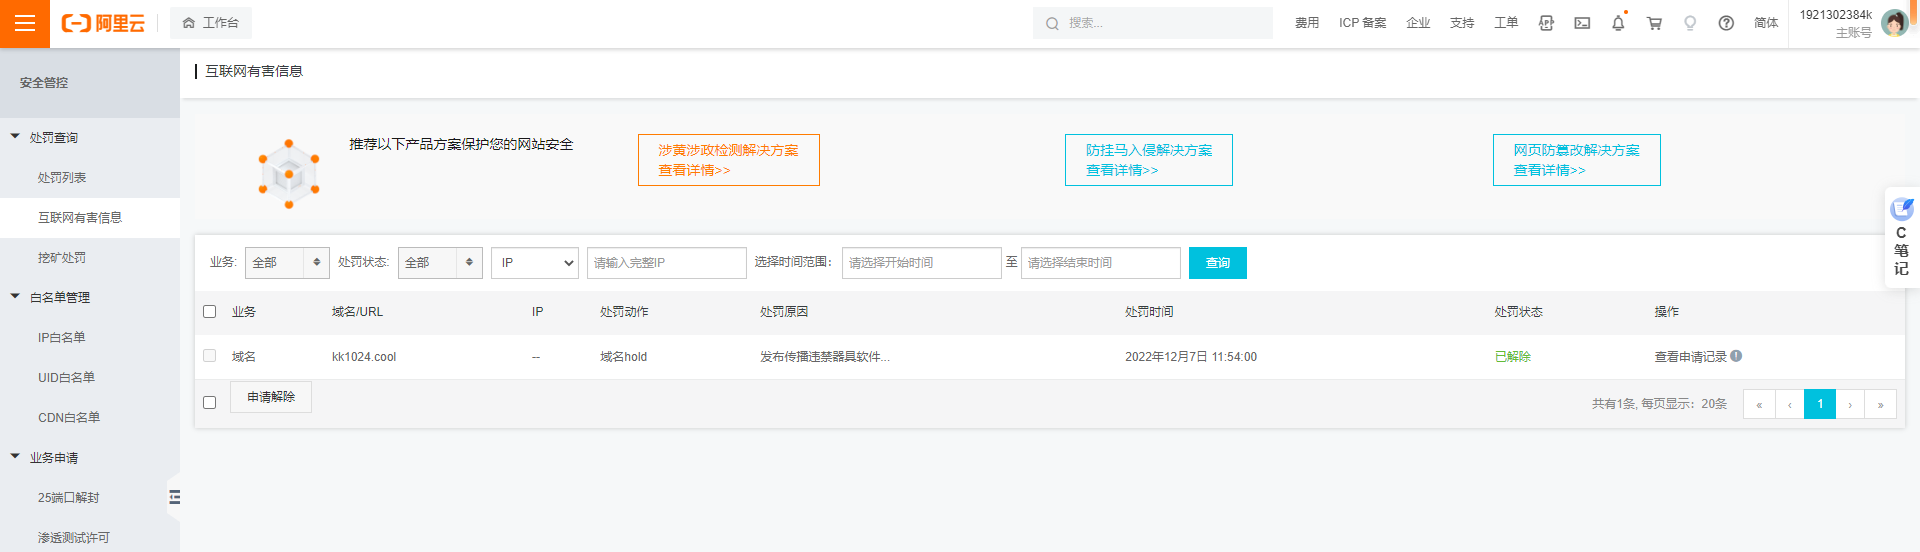 阿里云
工作台
搜索...
费用
ICP 备案
企业
支持
工单
简体
1921302384k
主账号
安全管控
处罚查询
处罚列表
互联网有害信息
挖矿处罚
白名单管理
IP白名单
UID白名单
CDN白名单
业务申请
25端口解封
渗透测试许可
互联网有害信息
推荐以下产品方案保护您的网站安全
涉黄涉政检测解决方案
查看详情>>
防挂马入侵解决方案
查看详情>>
网页防篡改解决方案
查看详情>>
业务: 全部 处罚状态: 全部 IP 请输入完整IP 选择时间范围: 请选择开始时间 至 请选择结束时间 查询
业务 域名/URL IP 处罚动作 处罚原因 处罚时间 处罚状态 操作
域名 kk1024.cool -- 域名hold 发布传播违禁器具软件... 2022年12月7日 11:54:00 已解除 查看申请记录
申请解除
共有1条, 每页显示: 20条 « ‹ 1 › »
C
笔
记